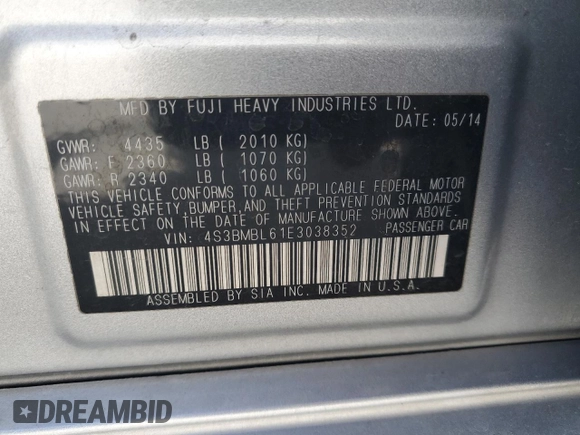 MFD BY FUJI HEAVY INDUSTRIES LTD.
DATE: 05/14
GVWR: 4435 LB ( 2010 KG)
GAWR: F 2360 LB ( 1070 KG)
GAWR: R 2340 LB ( 1060 KG)
THIS VEHICLE CONFORMS TO ALL APPLICABLE FEDERAL MOTOR
VEHICLE SAFETY, BUMPER, AND THEFT PREVENTION STANDARDS
IN EFFECT ON THE DATE OF MANUFACTURE SHOWN ABOVE.
VIN: 4S3BMBL61E3038352 PASSENGER CAR
ASSEMBLED BY SIA INC. MADE IN U.S.A.
DREAMBID